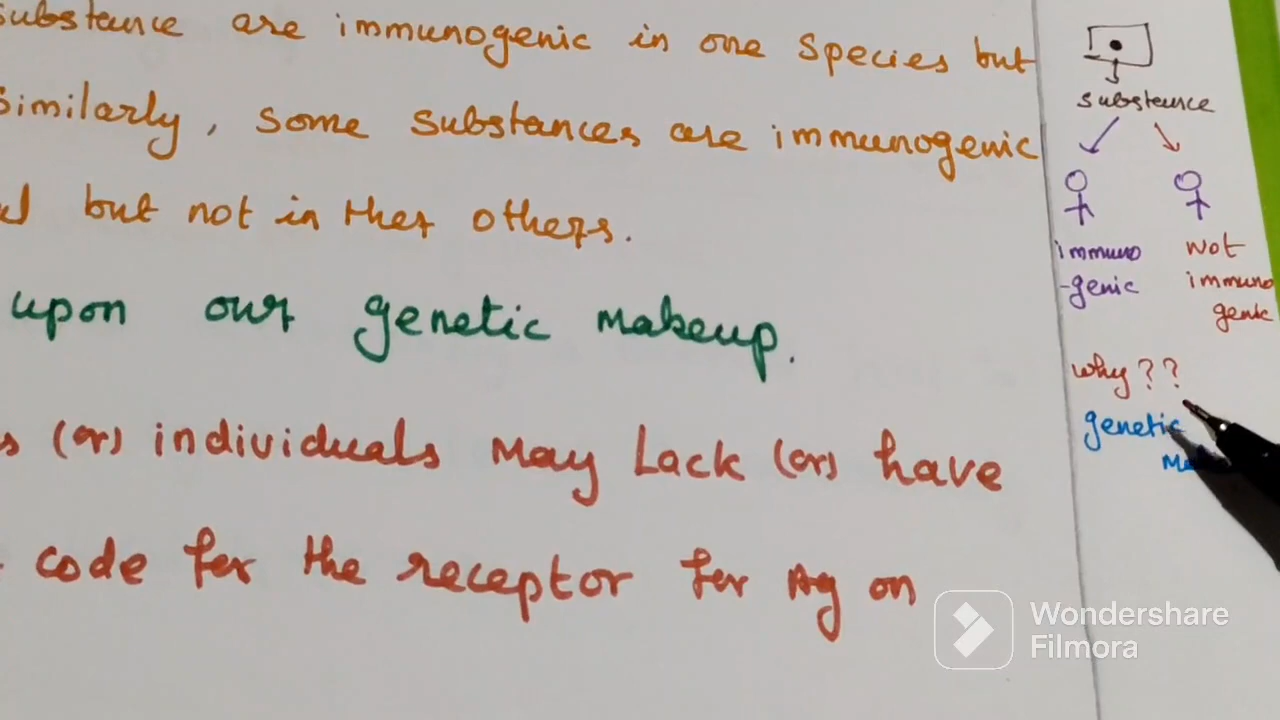 substance are immunogenic in one species but
Similarly, some substances are immunogenic
but not in ther others.
upon our genetic makeup.
(or) individuals may Lack (or) have
code for the receptor for Ag on
substance
immuno
-genic
not
immuno
genic
why ??
genetic
Wondershare
Filmora